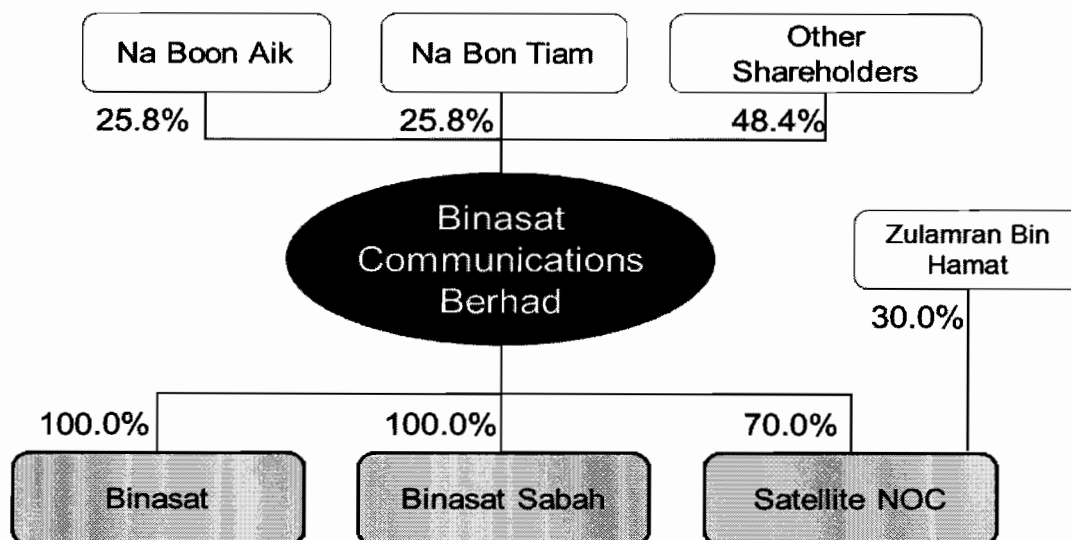 Na Boon Aik
Na Bon Tiam
Other
Shareholders
25.8%
25.8%
48.4%
Binasat
Communications
Berhad
Zulamran Bin
Hamat
30.0%
100.0%
100.0%
70.0%
Binasat
Binasat Sabah
Satellite NOC